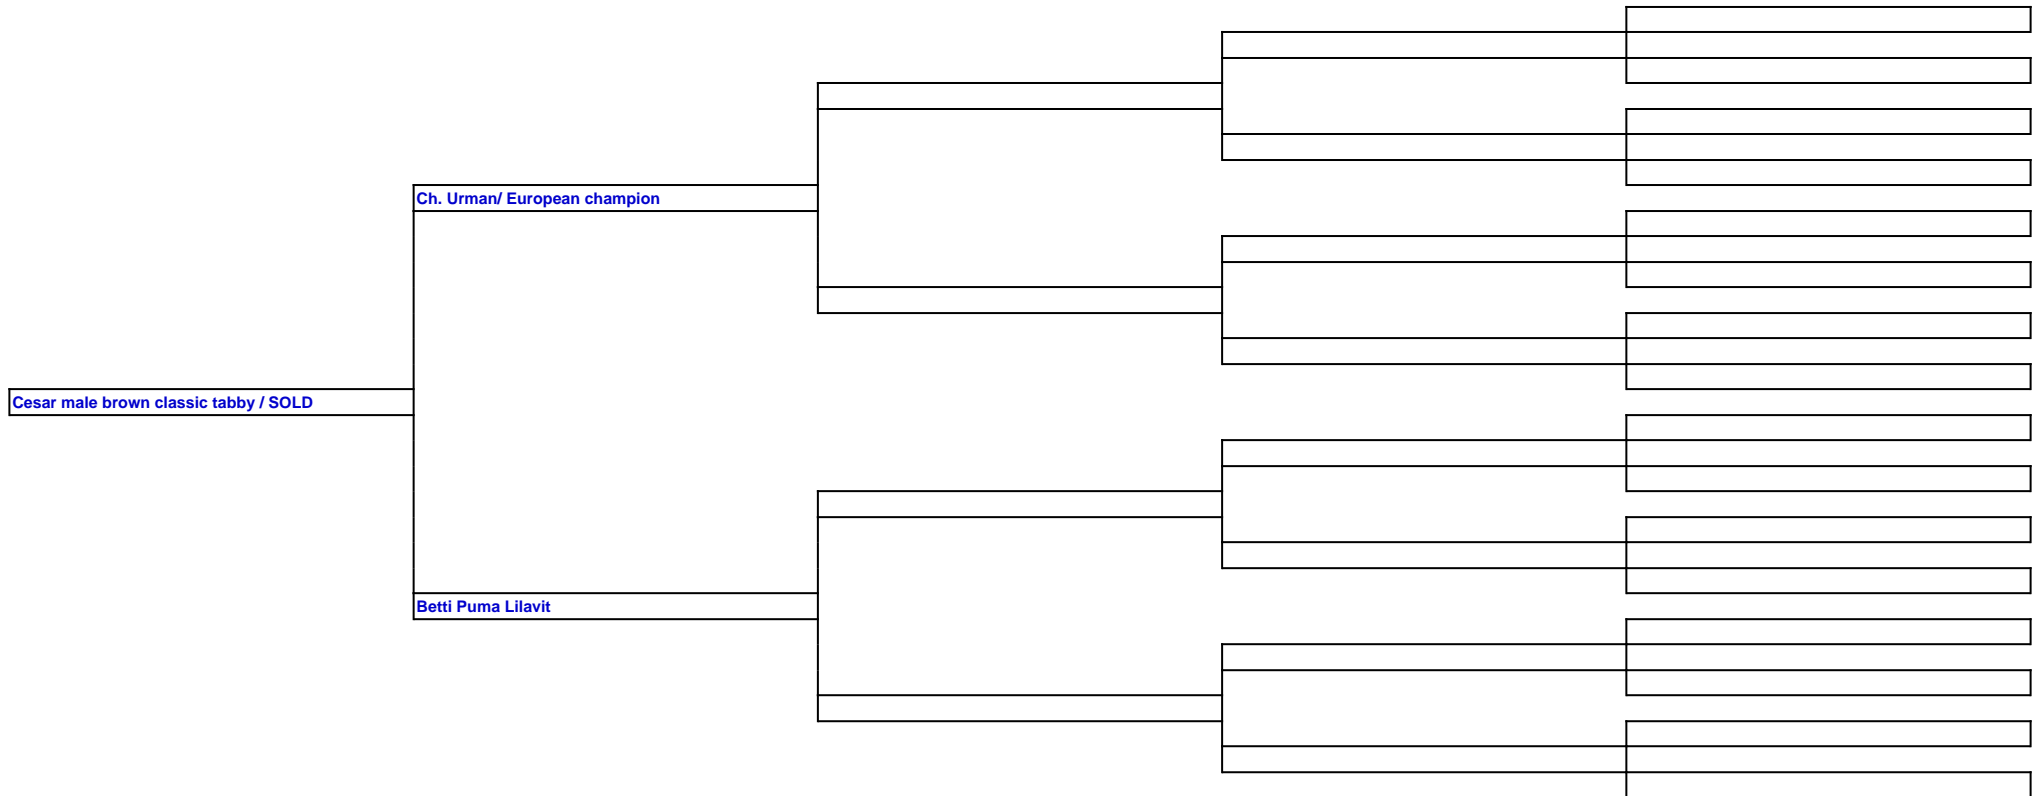 Ch. Urman/ European champion
Cesar male brown classic tabby / SOLD
Betti Puma Lilavit